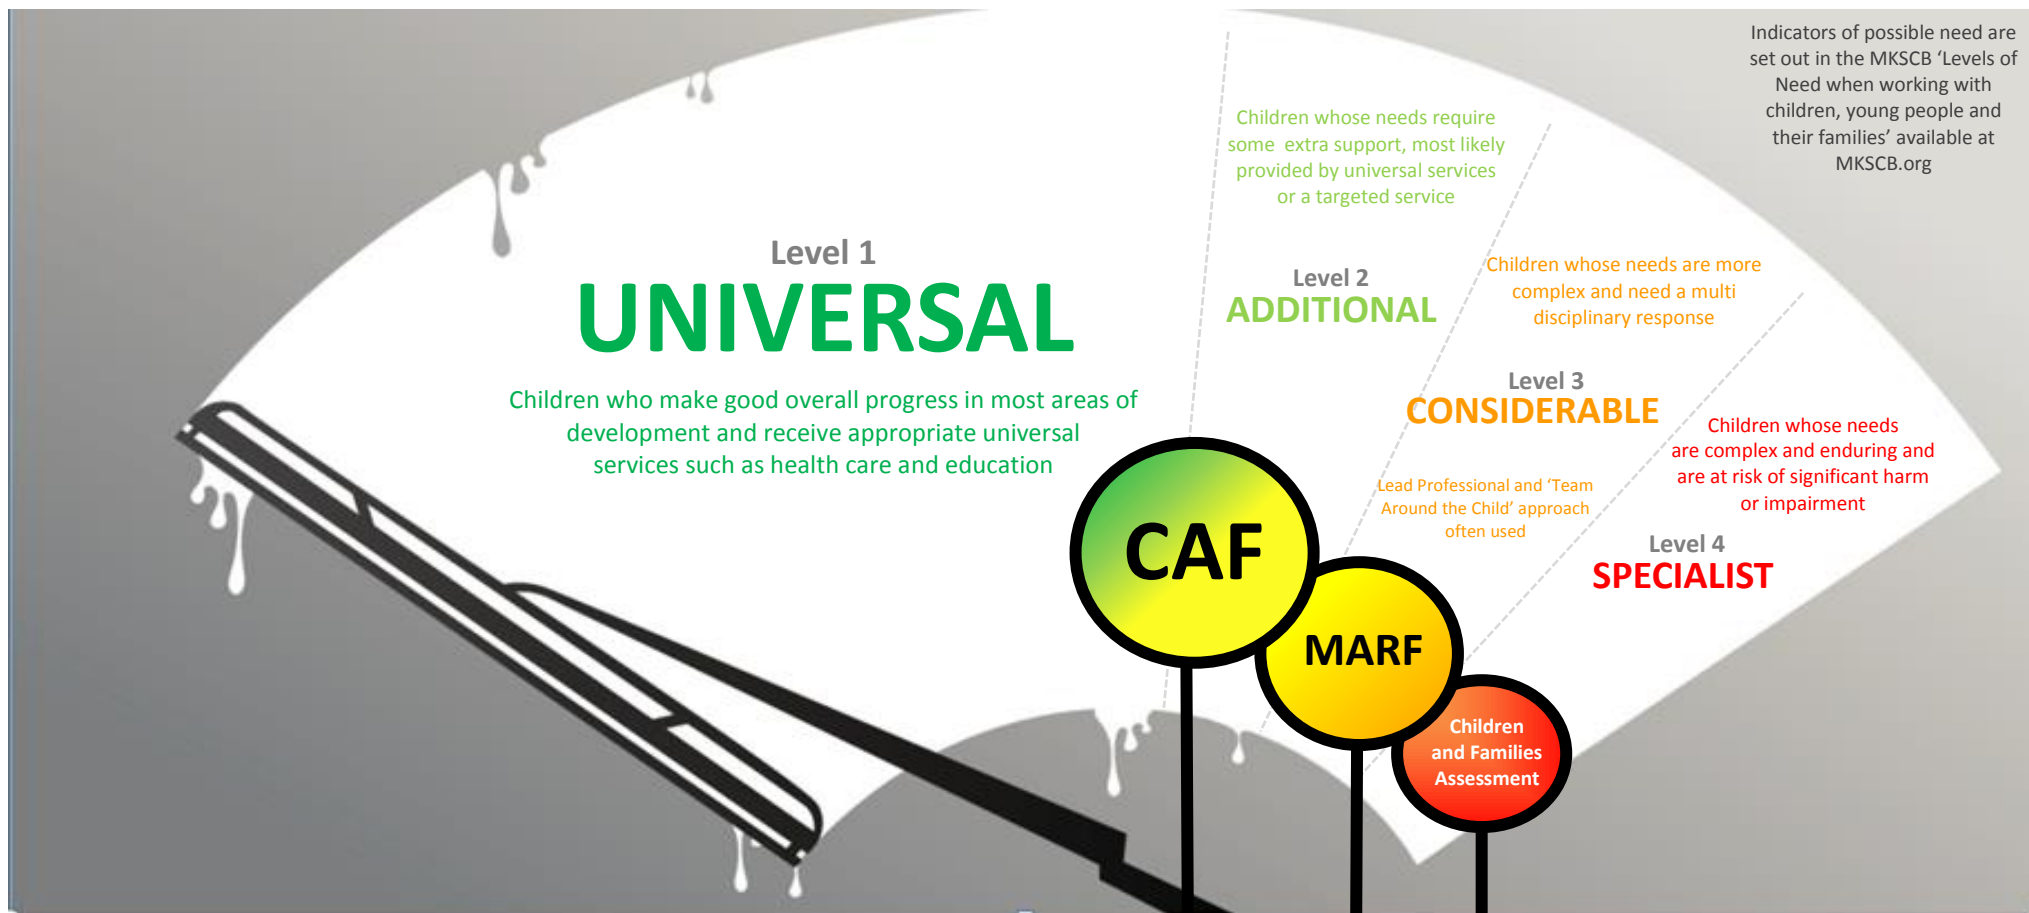 Indicators of possible need are
set out in the MKSCB ‘Levels of
Need when working with
children, young people and
their families’ available at
MKSCB.org
Level 1
UNIVERSAL
Children who make good overall progress in most areas of
development and receive appropriate universal
services such as health care and education
Children whose needs require
some extra support, most likely
provided by universal services
or a targeted service
Level 2
ADDITIONAL
Children whose needs are more
complex and need a multi
disciplinary response
Level 3
CONSIDERABLE
Lead Professional and ‘Team
Around the Child’ approach
often used
Children whose needs
are complex and enduring and
are at risk of significant harm
or impairment
Level 4
SPECIALIST
CAF
MARF
Children
and Families
Assessment